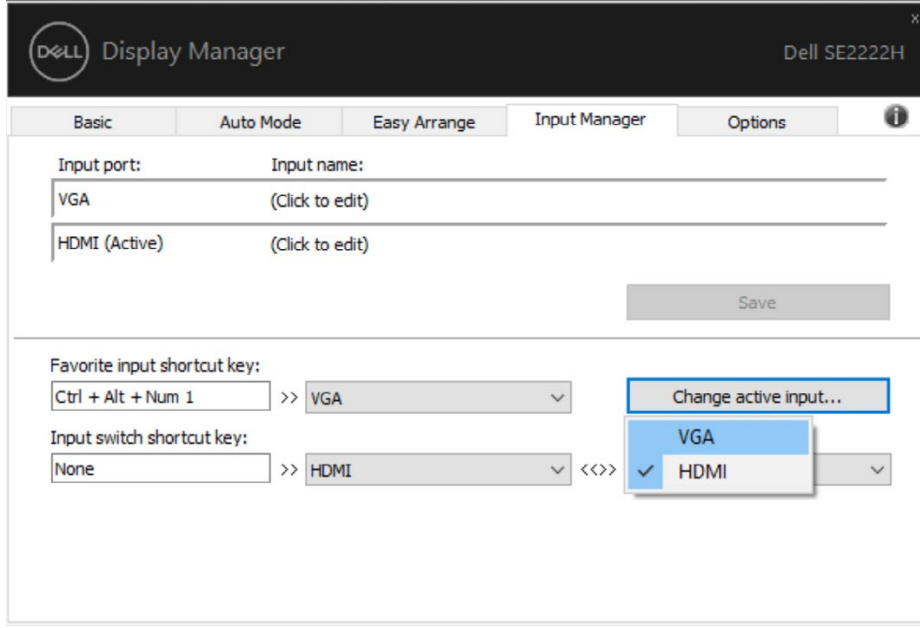 x
DELL Display Manager Dell SE2222H
Basic Auto Mode Easy Arrange Input Manager Options i
Input port: Input name:
VGA (Click to edit)
HDMI (Active) (Click to edit)
Save
Favorite input shortcut key:
Ctrl + Alt + Num 1 >> VGA Change active input...
VGA
Input switch shortcut key:
None >> HDMI <<>> HDMI